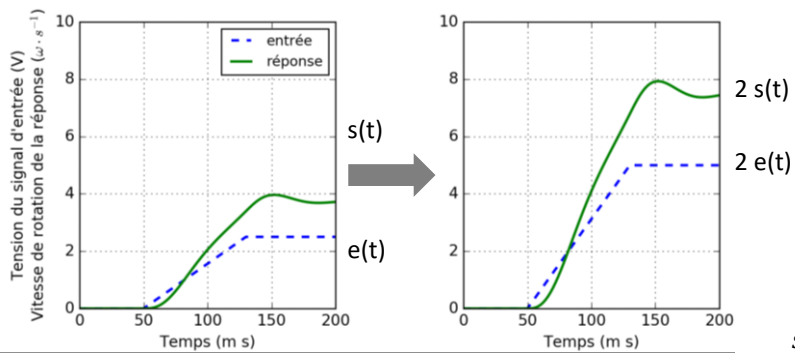 Tension du signal d'entrée (V)
Vitesse de rotation de la réponse (ω · s⁻¹)
10
8
6
4
2
0
entrée
réponse
0 50 100 150 200
Temps (m s)
s(t)
e(t)
10
8
6
4
2
0
0 50 100 150 200
Temps (m s)
2 s(t)
2 e(t)
s